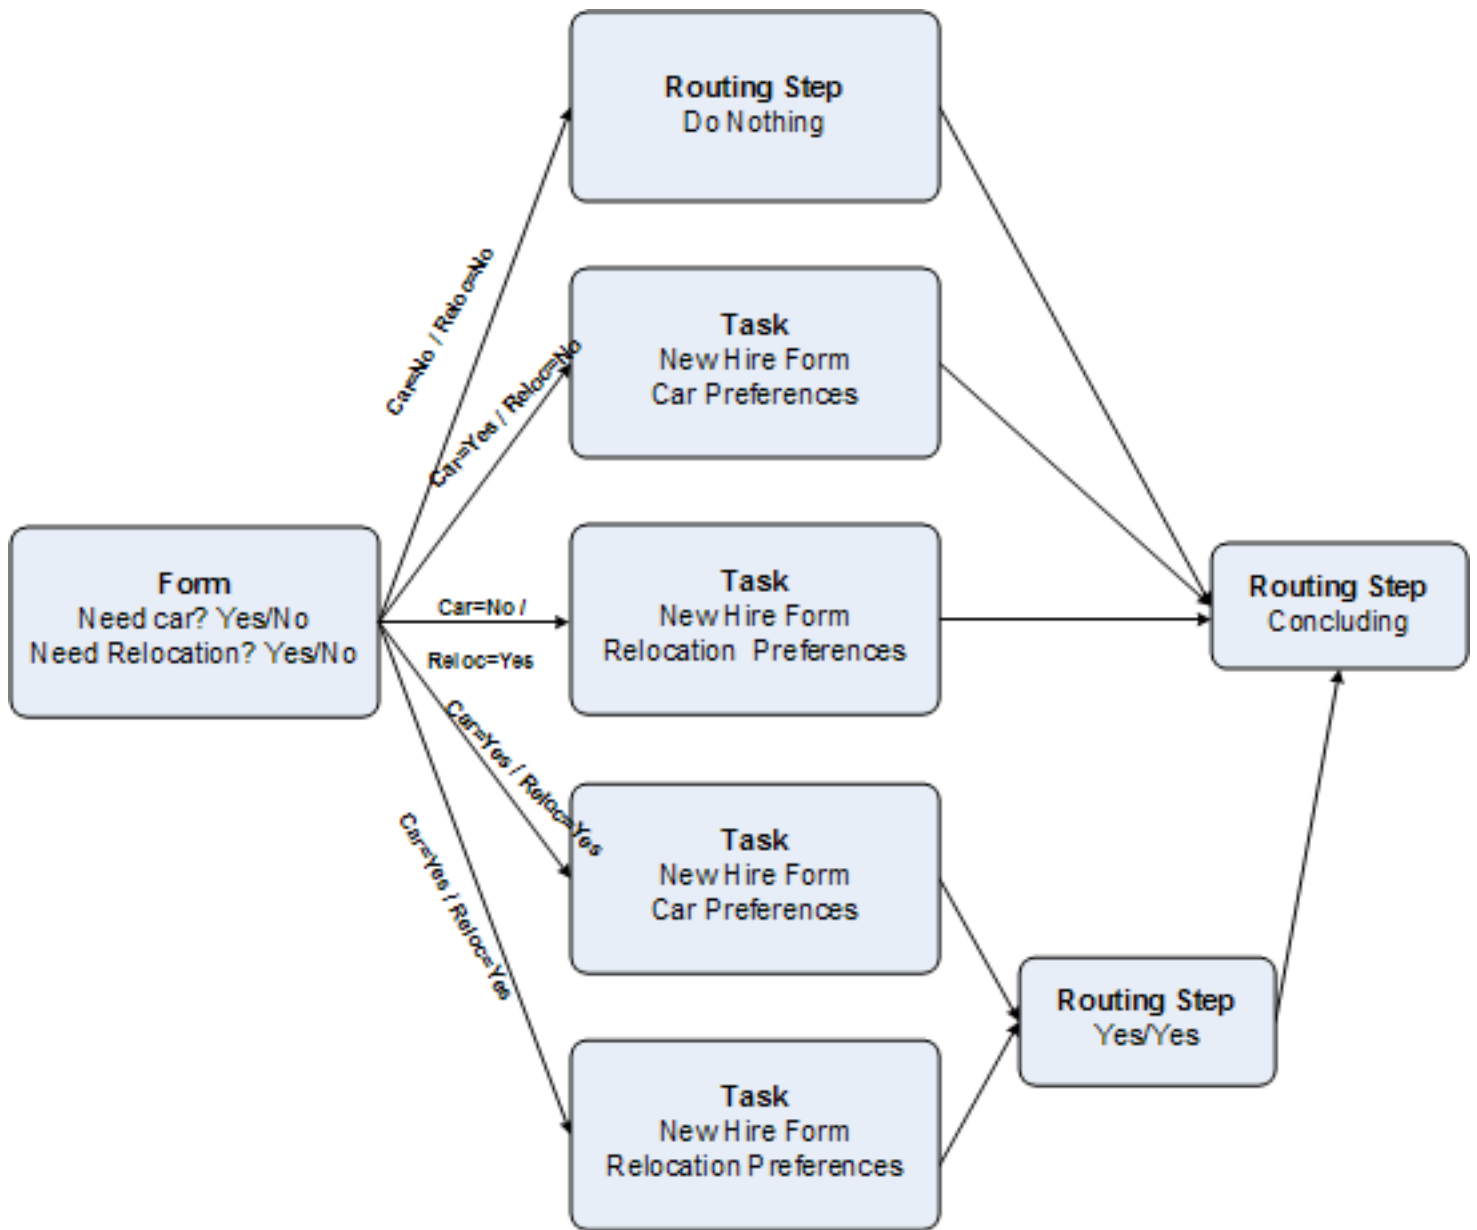 Routing Step
Do Nothing
Car=No / Reloc=No
Task
New Hire Form
Car Preferences
Car=Yes / Reloc=No
Form
Need car? Yes/No
Need Relocation? Yes/No
Car=No /
Reloc=Yes
Task
New Hire Form
Relocation Preferences
Routing Step
Concluding
Car=Yes / Reloc=Yes
Task
New Hire Form
Car Preferences
Car=Yes / Reloc=Yes
Routing Step
Yes/Yes
Task
New Hire Form
Relocation Preferences